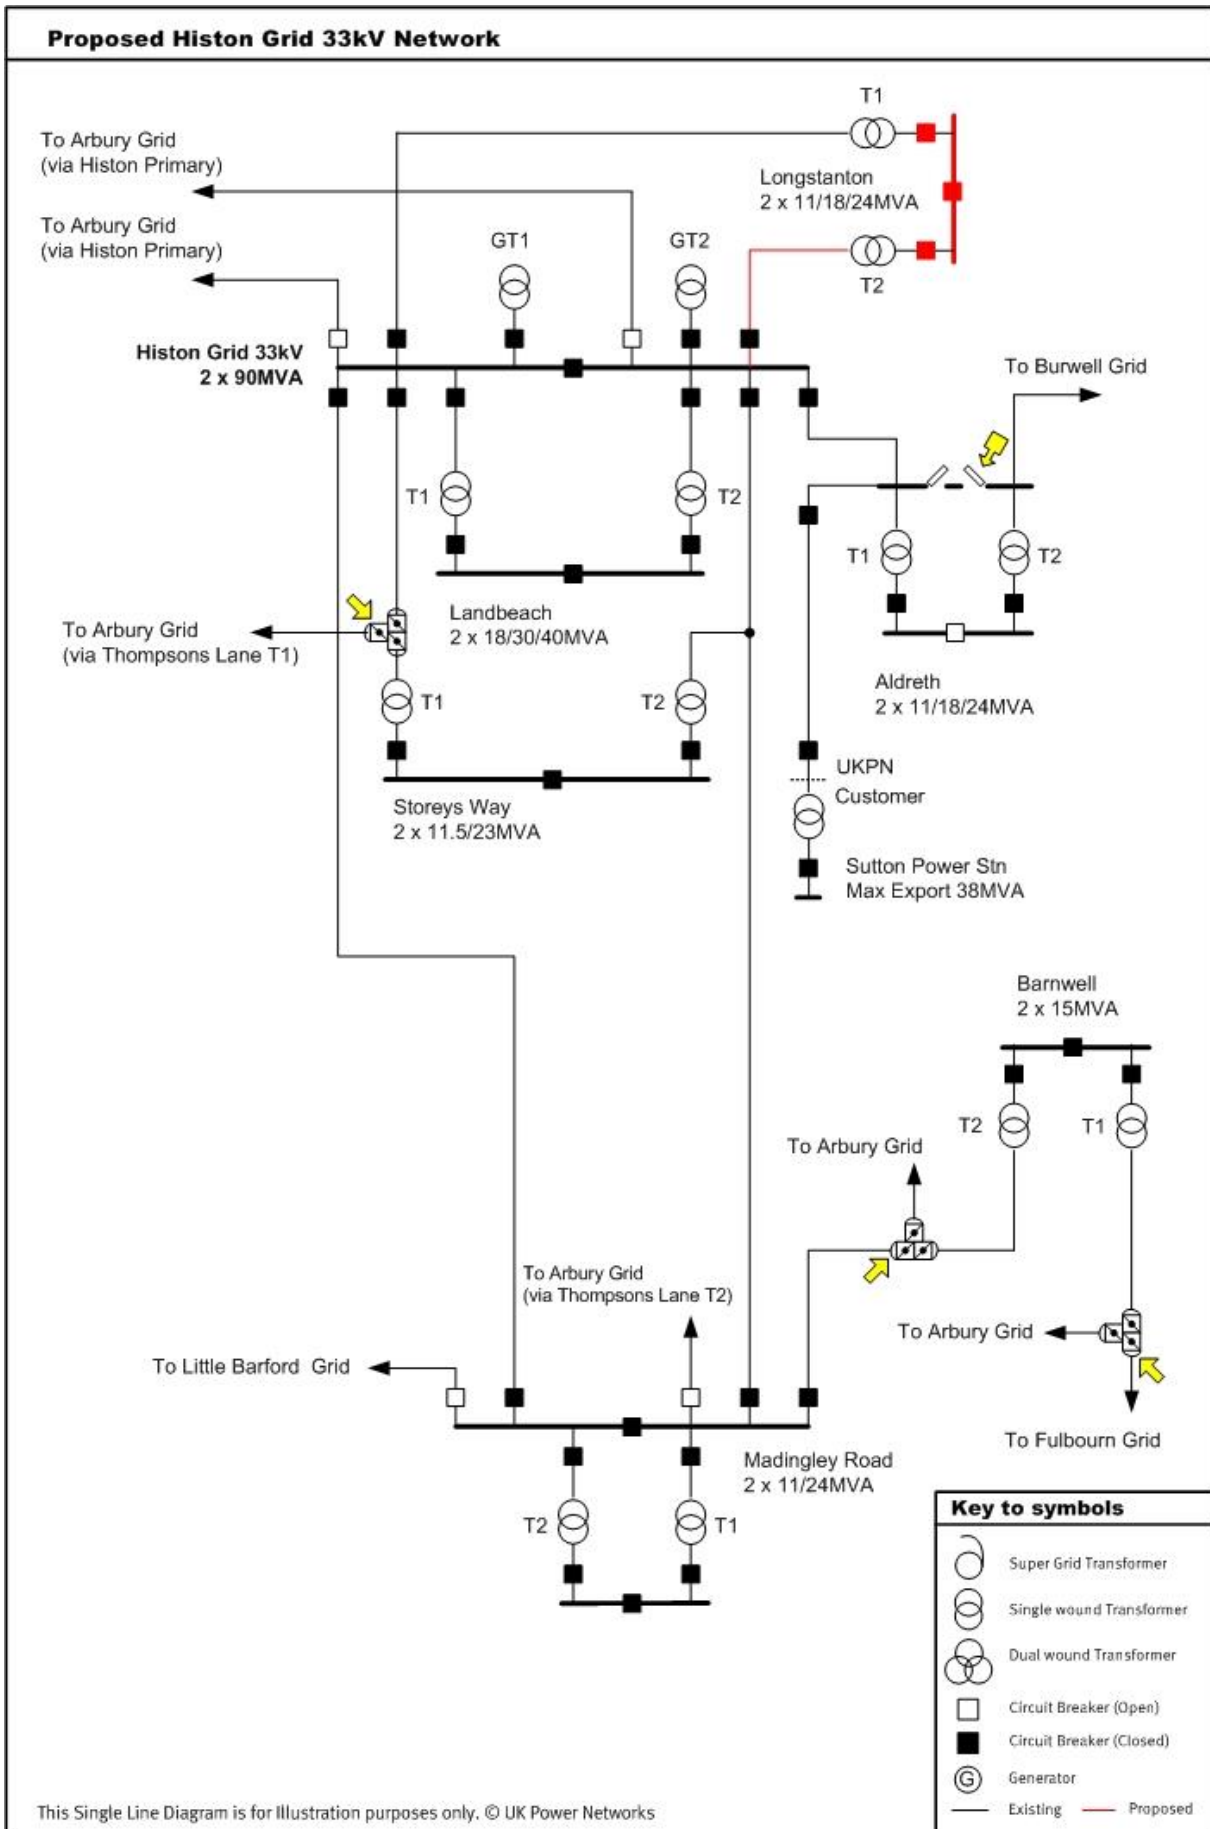 Proposed Histon Grid 33kV Network
T1
To Arbury Grid
(via Histon Primary)
Longstanton
2 x 11/18/24MVA
To Arbury Grid
(via Histon Primary)
GT1
GT2
T2
Histon Grid 33kV
2 x 90MVA
To Burwell Grid
T1
T2
T1
T2
Landbeach
2 x 18/30/40MVA
To Arbury Grid
(via Thompsons Lane T1)
T1
T2
Aldreth
2 x 11/18/24MVA
UKPN
Customer
Storeys Way
2 x 11.5/23MVA
Sutton Power Stn
Max Export 38MVA
Barnwell
2 x 15MVA
T2
T1
To Arbury Grid
To Arbury Grid
(via Thompsons Lane T2)
To Arbury Grid
To Little Barford Grid
To Fulbourn Grid
Madingley Road
2 x 11/24MVA
T2
T1
Key to symbols
Super Grid Transformer
Single wound Transformer
Dual wound Transformer
Circuit Breaker (Open)
Circuit Breaker (Closed)
G Generator
Existing Proposed
This Single Line Diagram is for Illustration purposes only. © UK Power Networks